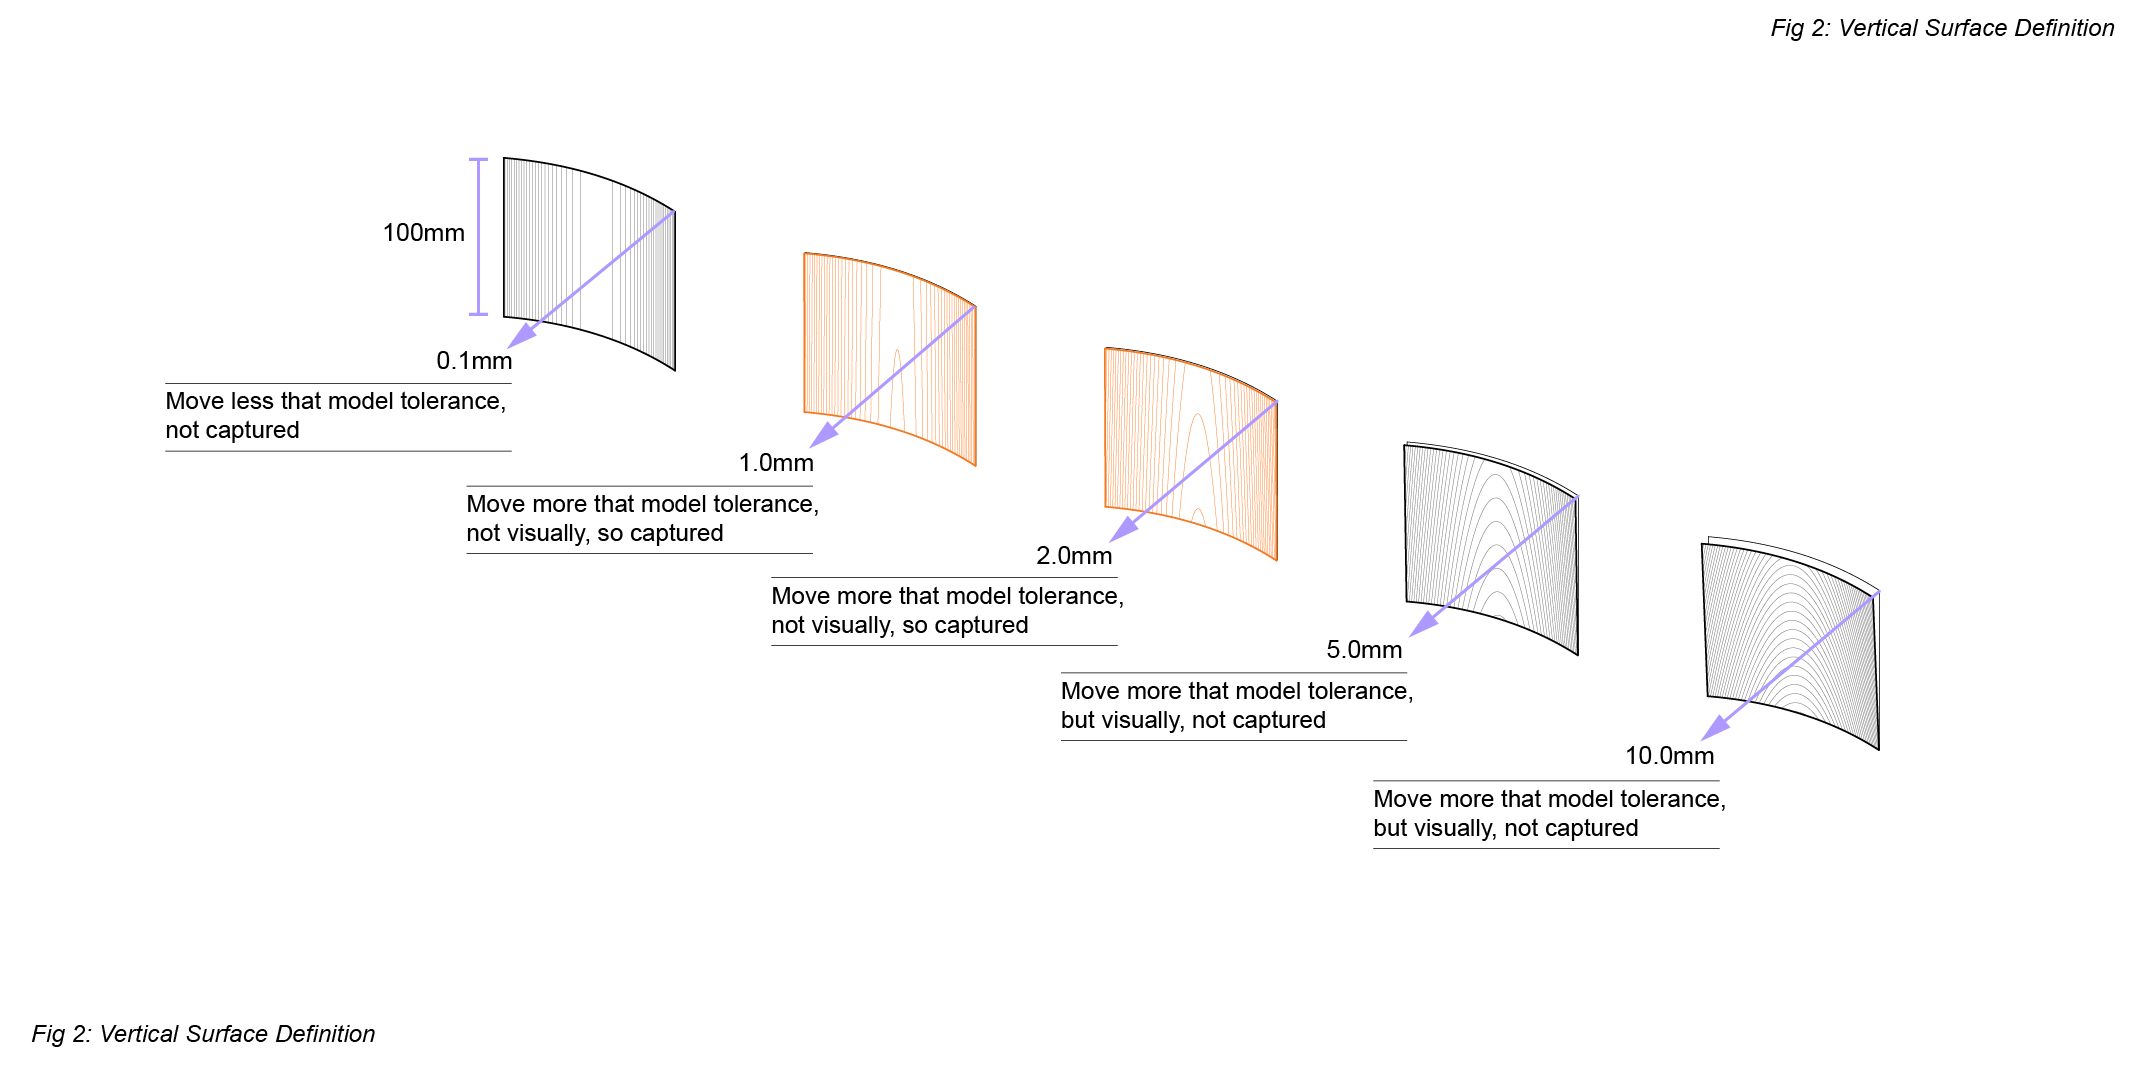 Fig 2: Vertical Surface Definition
100mm
0.1mm
Move less that model tolerance,
not captured
1.0mm
Move more that model tolerance,
not visually, so captured
2.0mm
Move more that model tolerance,
not visually, so captured
5.0mm
Move more that model tolerance,
but visually, not captured
10.0mm
Move more that model tolerance,
but visually, not captured
Fig 2: Vertical Surface Definition